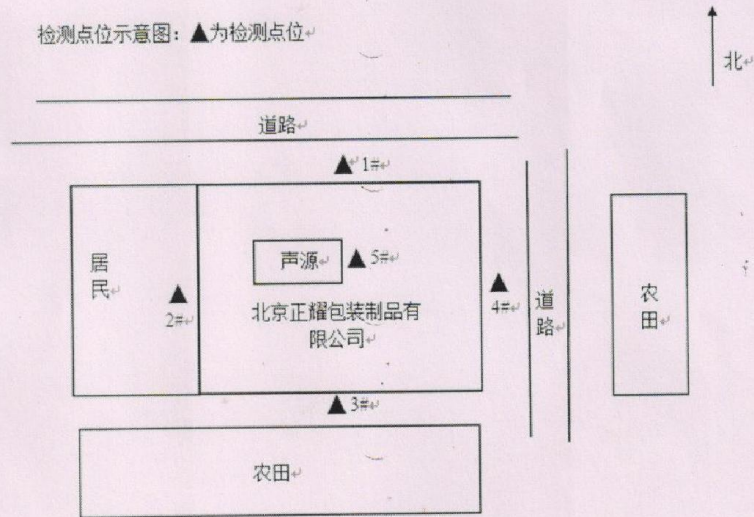 检测点位示意图：▲为检测点位
北
道路
▲ 1#
居
民
声源
▲ 5#
▲
2#
北京正耀包装制品有
限公司
▲
4#
道
路
农
田
▲ 3#
农田